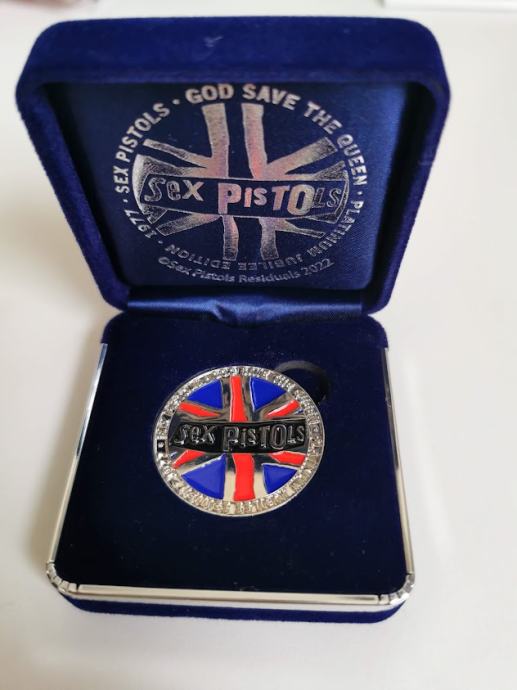 1977 · SEX PISTOLS · GOD SAVE THE QUEEN ·
PLATINUM JUBILEE EDITION ·
©Sex Pistols Residuals 2022
Sex PISTOLS
Sex PISTOLS